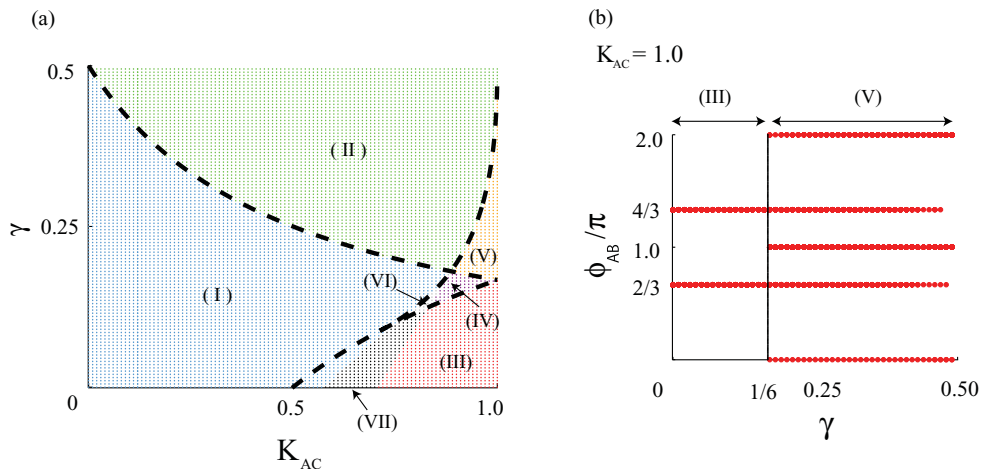 (a)
0.5
0.25
0
γ
( I )
( II )
(V)
(VI)
(IV)
(III)
(VII)
0.5
1.0
K_AC
(b)
K_AC = 1.0
(III)
(V)
2.0
4/3
1.0
2/3
ϕ_AB/π
0
1/6
0.25
0.50
γ